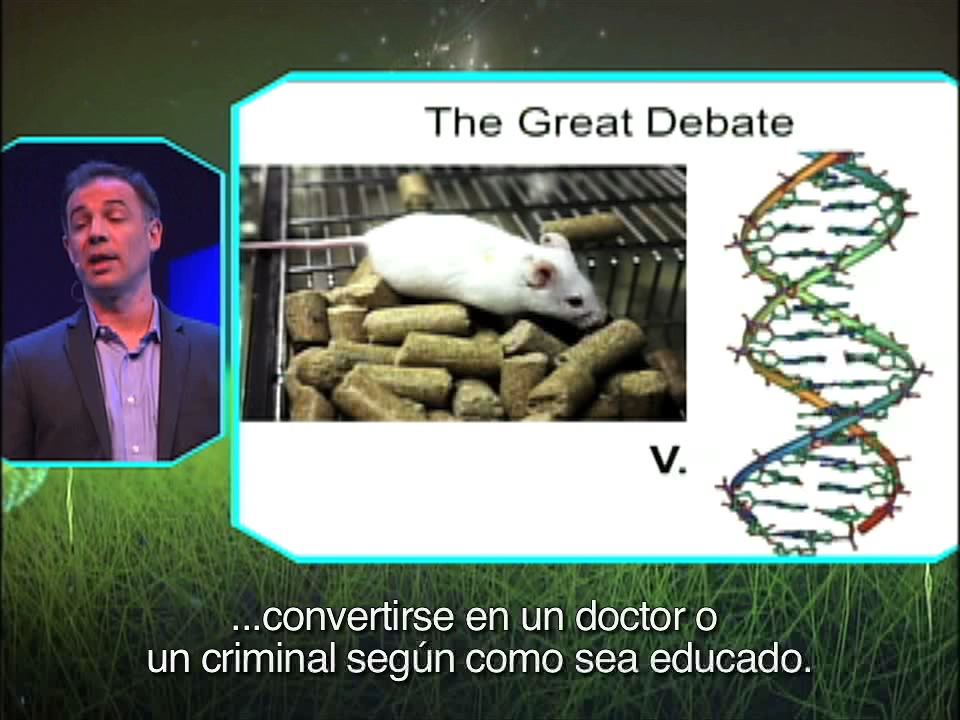 The Great Debate
V.
...convertirse en un doctor o
un criminal según como sea educado.